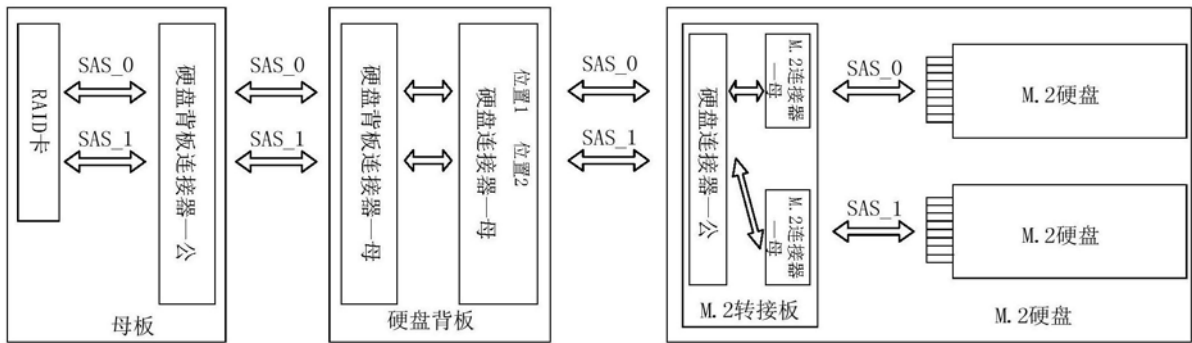 RAID卡
SAS_0
SAS_1
硬盘背板连接器—公
母板
SAS_0
SAS_1
硬盘背板连接器—母
硬盘连接器—母
位置1
位置2
硬盘背板
SAS_0
SAS_1
硬盘连接器—公
M.2连接器
—母
M.2连接器
—母
M.2转接板
SAS_0
SAS_1
M.2硬盘
M.2硬盘
M.2硬盘